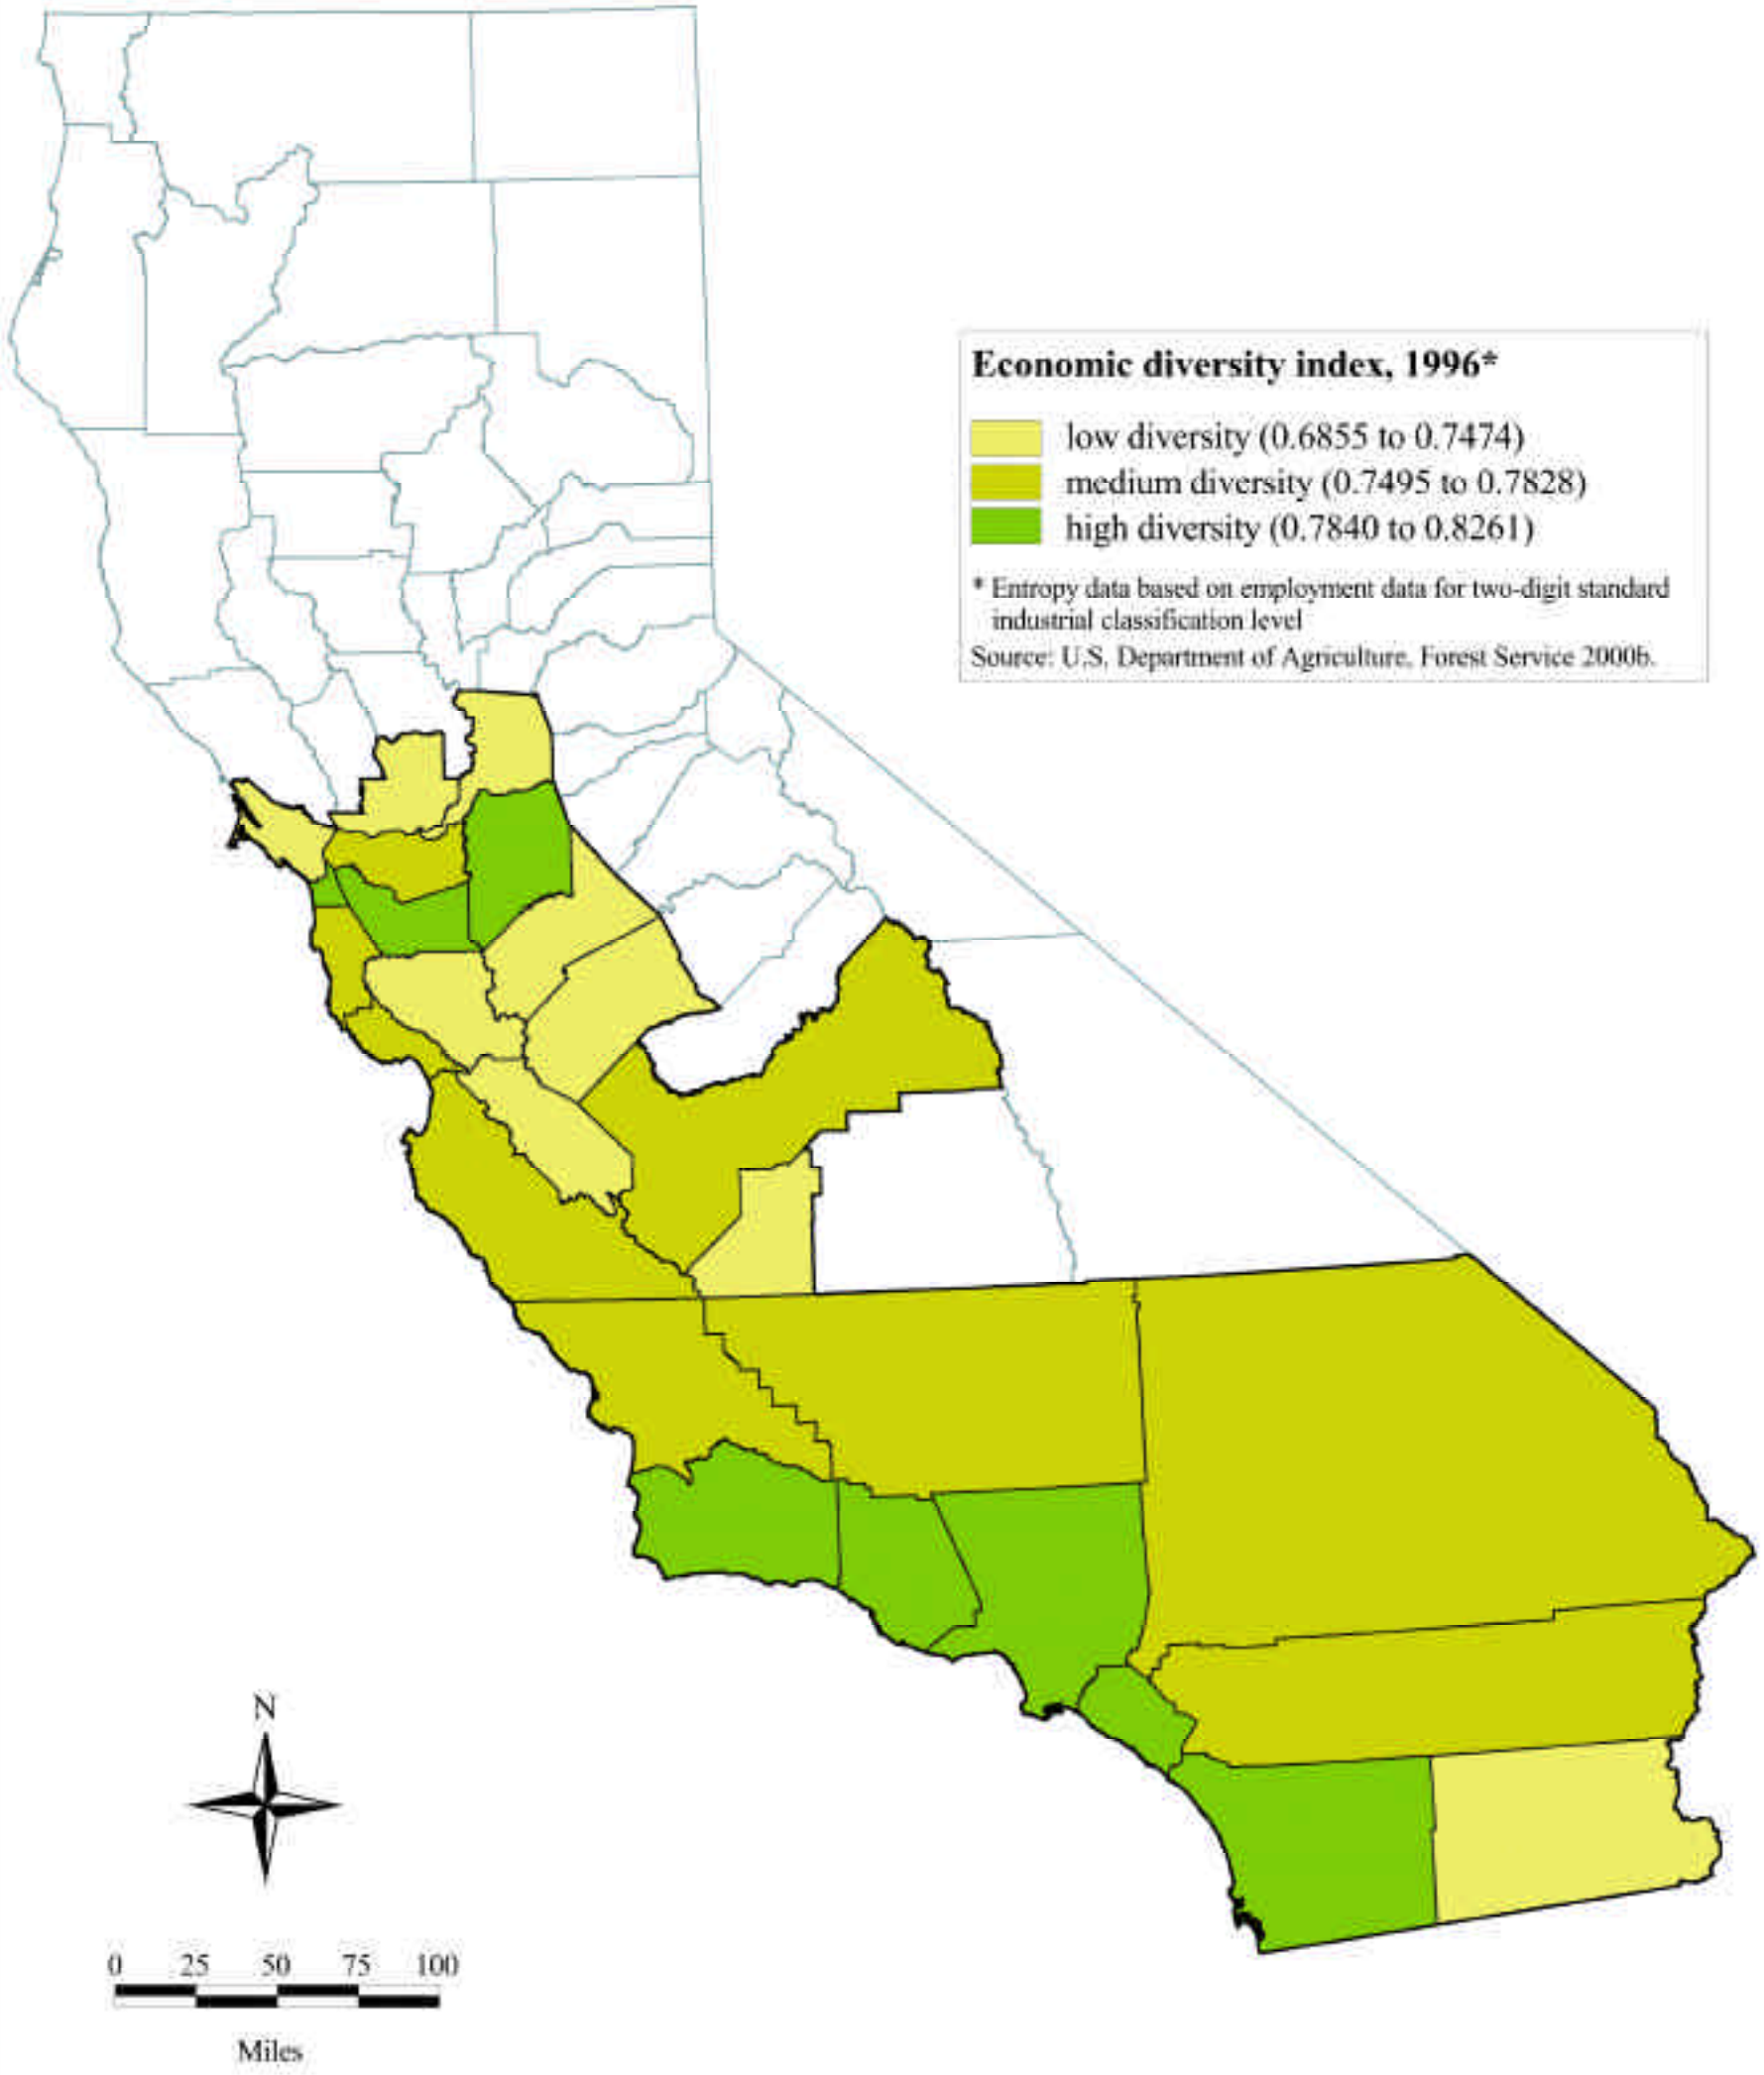 Economic diversity index, 1996*
low diversity (0.6855 to 0.7474)
medium diversity (0.7495 to 0.7828)
high diversity (0.7840 to 0.8261)
* Entropy data based on employment data for two-digit standard
industrial classification level
Source: U.S. Department of Agriculture, Forest Service 2000b.
N
0 25 50 75 100
Miles